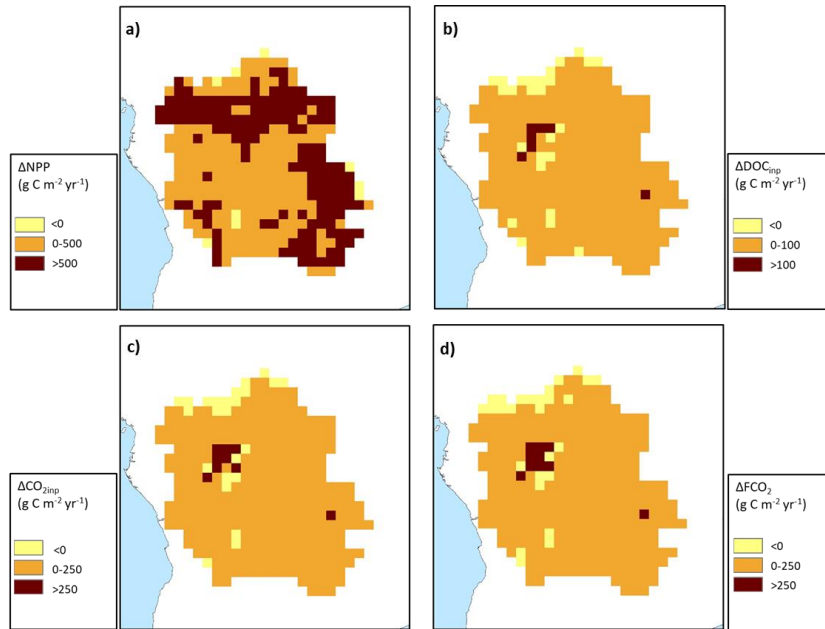 a)
ΔNPP
(g C m⁻² yr⁻¹)
<0
0-500
>500
b)
ΔDOCinp
(g C m⁻² yr⁻¹)
<0
0-100
>100
c)
ΔCO2inp
(g C m⁻² yr⁻¹)
<0
0-250
>250
d)
ΔFCO₂
(g C m⁻² yr⁻¹)
<0
0-250
>250